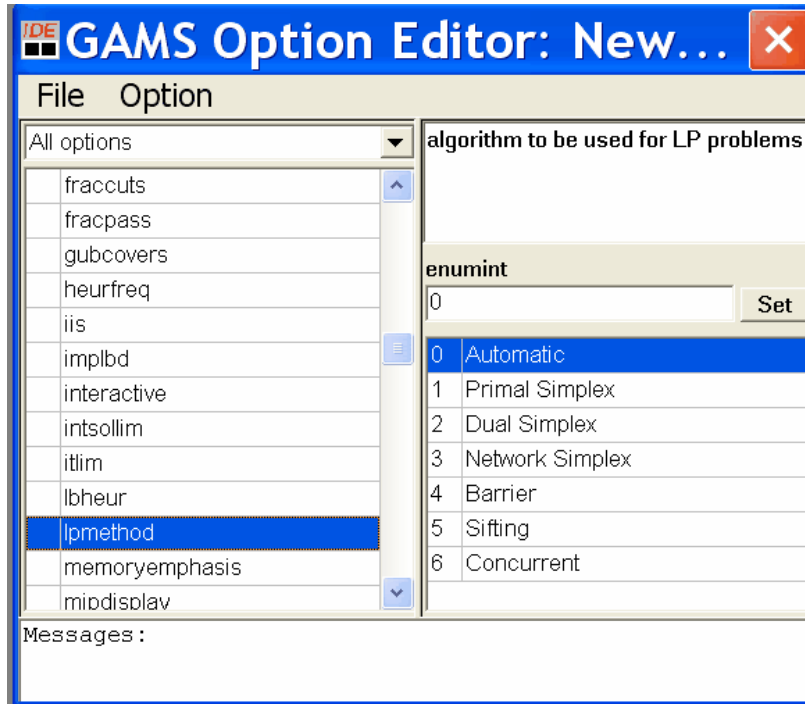 IDE GAMS Option Editor: New...
File Option
All options
fraccuts
fracpass
gubcovers
heurfreq
iis
implbd
interactive
intsollim
itlim
lbheur
lpmethod
memoryemphasis
mipdisplay
algorithm to be used for LP problems
enumint
0 Set
0 Automatic
1 Primal Simplex
2 Dual Simplex
3 Network Simplex
4 Barrier
5 Sifting
6 Concurrent
Messages: